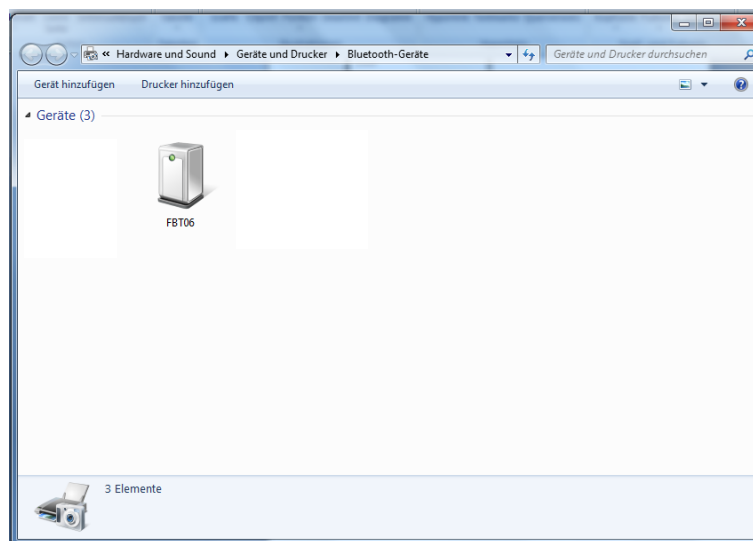 « Hardware und Sound ▸ Geräte und Drucker ▸ Bluetooth-Geräte Geräte und Drucker durchsuchen
Gerät hinzufügen Drucker hinzufügen
Geräte (3)
FBT06
3 Elemente